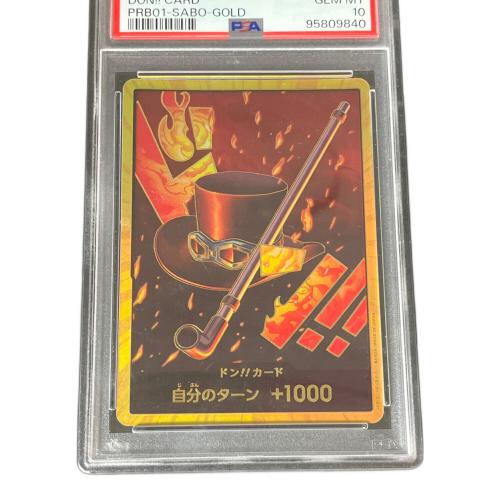 DON!! CARD GEM MT
PRB01-SABO-GOLD 10
PSA 95809840
ドン!!カード
自分のターン +1000